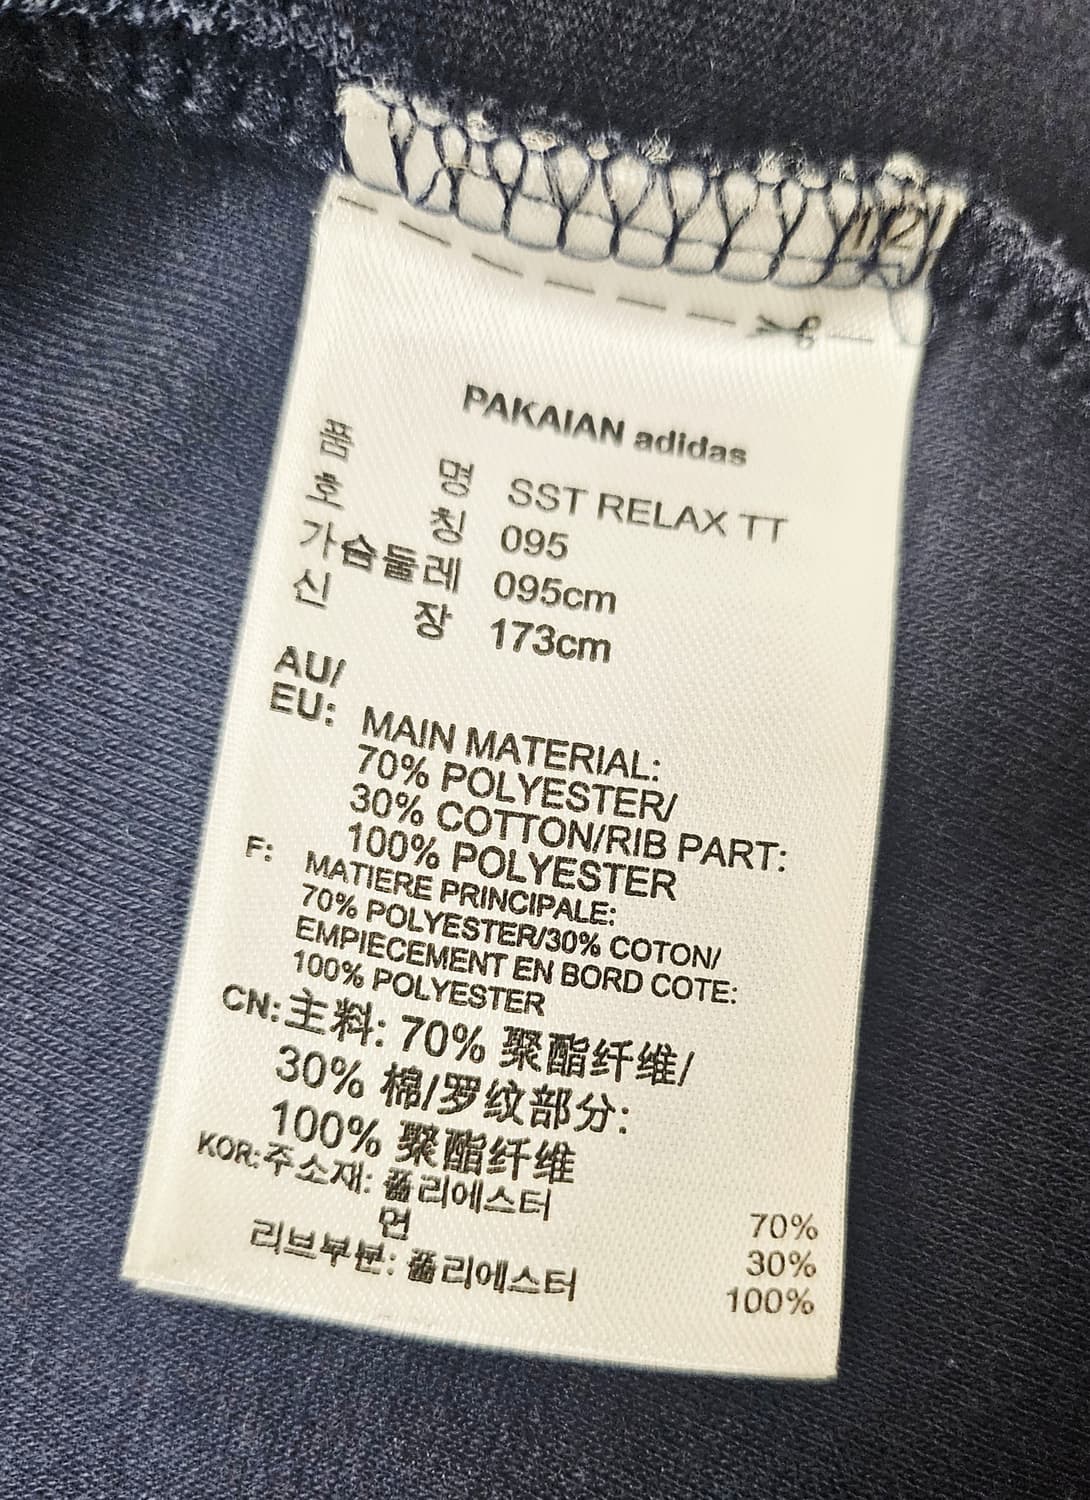 12
PAKAIAN adidas
품 명 SST RELAX TT
호 칭 095
가슴둘레 095cm
신 장 173cm
AU/
EU: MAIN MATERIAL:
70% POLYESTER/
30% COTTON/RIB PART:
100% POLYESTER
F: MATIERE PRINCIPALE:
70% POLYESTER/30% COTON/
EMPIECEMENT EN BORD COTE:
100% POLYESTER
CN: 主料: 70% 聚酯纤维/
30% 棉/罗纹部分:
100% 聚酯纤维
KOR: 주소재: 폴리에스터 70%
면 30%
리브부분: 폴리에스터 100%